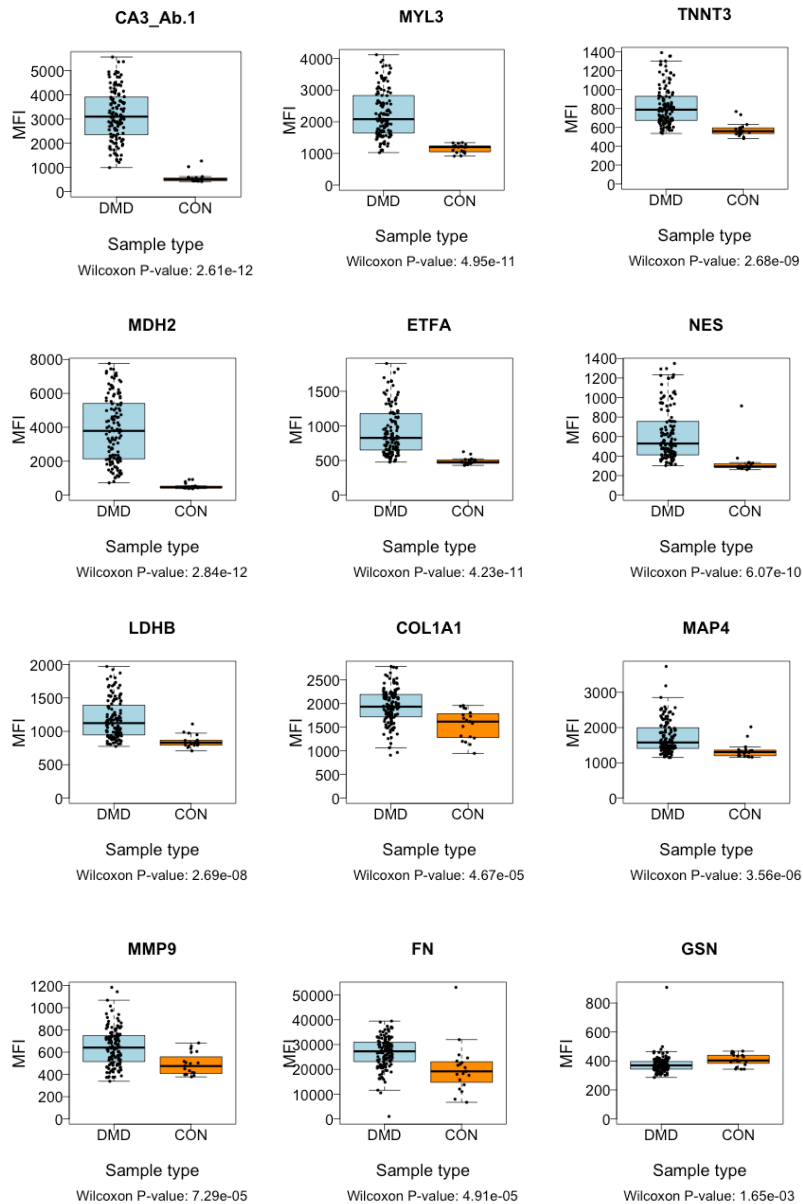 CA3_Ab.1 MYL3 TNNT3
MFI 5000 4000 3000 2000 1000 0 MFI 4000 3000 2000 1000 0 MFI 1400 1200 1000 800 600 400 200 0
DMD CON DMD CON DMD CON
Sample type Sample type Sample type
Wilcoxon P-value: 2.61e-12 Wilcoxon P-value: 4.95e-11 Wilcoxon P-value: 2.68e-09
MDH2 ETFA NES
MFI 8000 6000 4000 2000 0 MFI 1500 1000 500 0 MFI 1400 1200 1000 800 600 400 200 0
DMD CON DMD CON DMD CON
Sample type Sample type Sample type
Wilcoxon P-value: 2.84e-12 Wilcoxon P-value: 4.23e-11 Wilcoxon P-value: 6.07e-10
LDHB COL1A1 MAP4
MFI 2000 1500 1000 500 0 MFI 2500 2000 1500 1000 500 0 MFI 3000 2000 1000 0
DMD CON DMD CON DMD CON
Sample type Sample type Sample type
Wilcoxon P-value: 2.69e-08 Wilcoxon P-value: 4.67e-05 Wilcoxon P-value: 3.56e-06
MMP9 FN GSN
MFI 1200 1000 800 600 400 200 0 MFI 50000 40000 30000 20000 10000 0 MFI 800 600 400 200 0
DMD CON DMD CON DMD CON
Sample type Sample type Sample type
Wilcoxon P-value: 7.29e-05 Wilcoxon P-value: 4.91e-05 Wilcoxon P-value: 1.65e-03